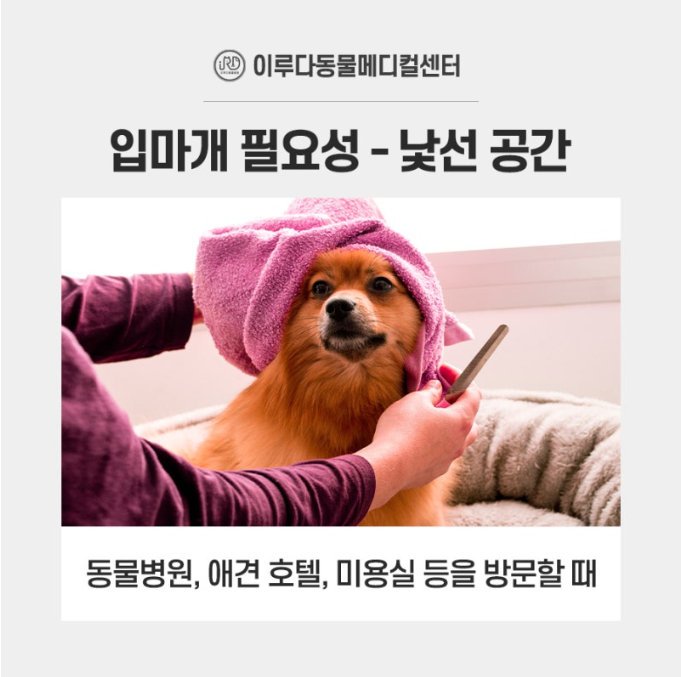 이루다동물메디컬센터
입마개 필요성 - 낯선 공간
동물병원, 애견 호텔, 미용실 등을 방문할 때